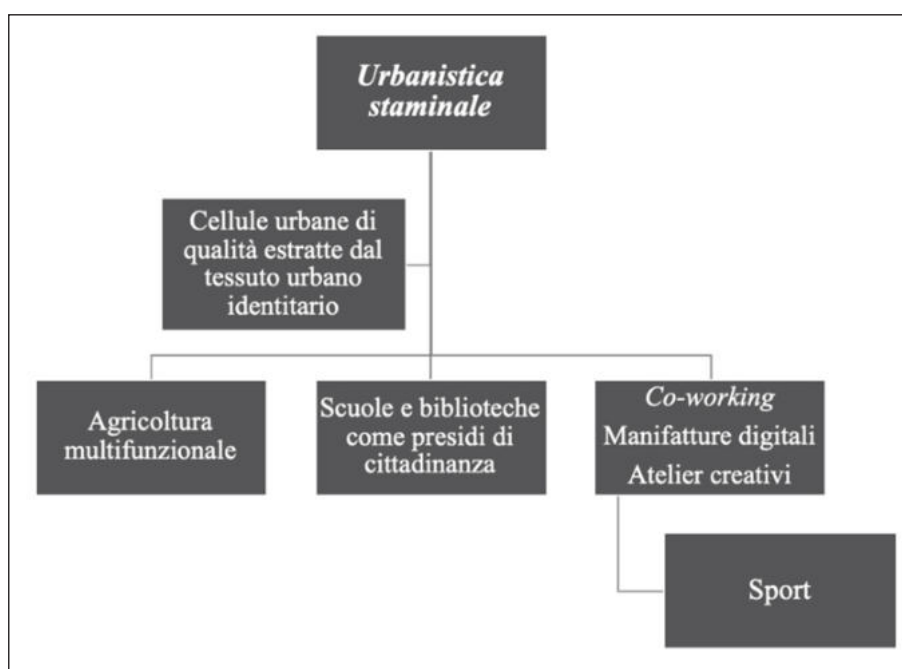 Urbanistica
staminale
Cellule urbane di
qualità estratte dal
tessuto urbano
identitario
Agricoltura
multifunzionale
Scuole e biblioteche
come presidi di
cittadinanza
Co-working
Manifatture digitali
Atelier creativi
Sport